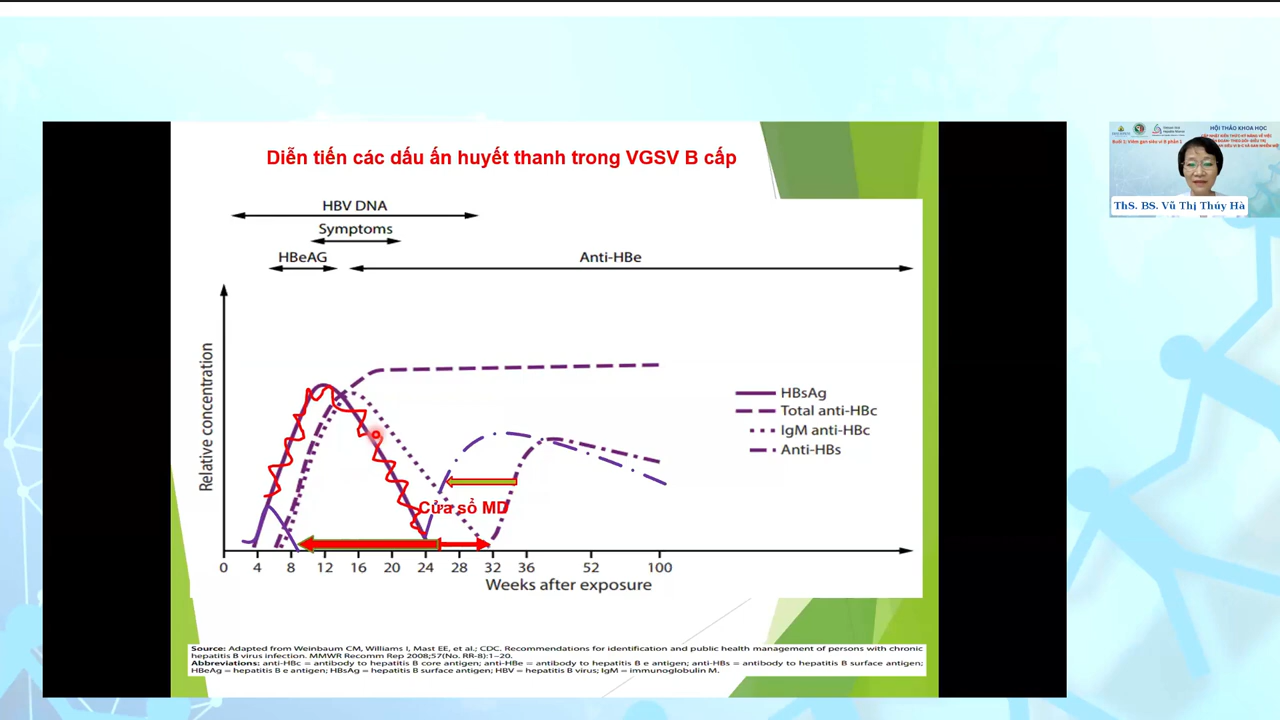 Diễn tiến các dấu ân huyết thanh trong VGSV B cấp
HBV DNA
Symptoms
HBeAG
Anti-HBe
Relative concentration
HBsAg
Total anti-HBc
IgM anti-HBc
Anti-HBs
Cửa sổ MD
0 4 8 12 16 20 24 28 32 36 52 100
Weeks after exposure
Source: Adapted from Weinbaum CM, Williams I, Mast EE, et al.; CDC. Recommendations for identification and public health management of persons with chronic
hepatitis B virus infection. MMWR Recomm Rep 2008;57(No. RR-8):1–20.
Abbreviations: anti-HBc = antibody to hepatitis B core antigen; anti-HBe = antibody to hepatitis B e antigen; anti-HBs = antibody to hepatitis B surface antigen;
HBeAg = hepatitis B e antigen; HBsAg = hepatitis B surface antigen; HBV = hepatitis B virus; IgM = immunoglobulin M.
HỘI THẢO KHOA HỌC
ThS. BS. Vũ Thị Thúy Hà